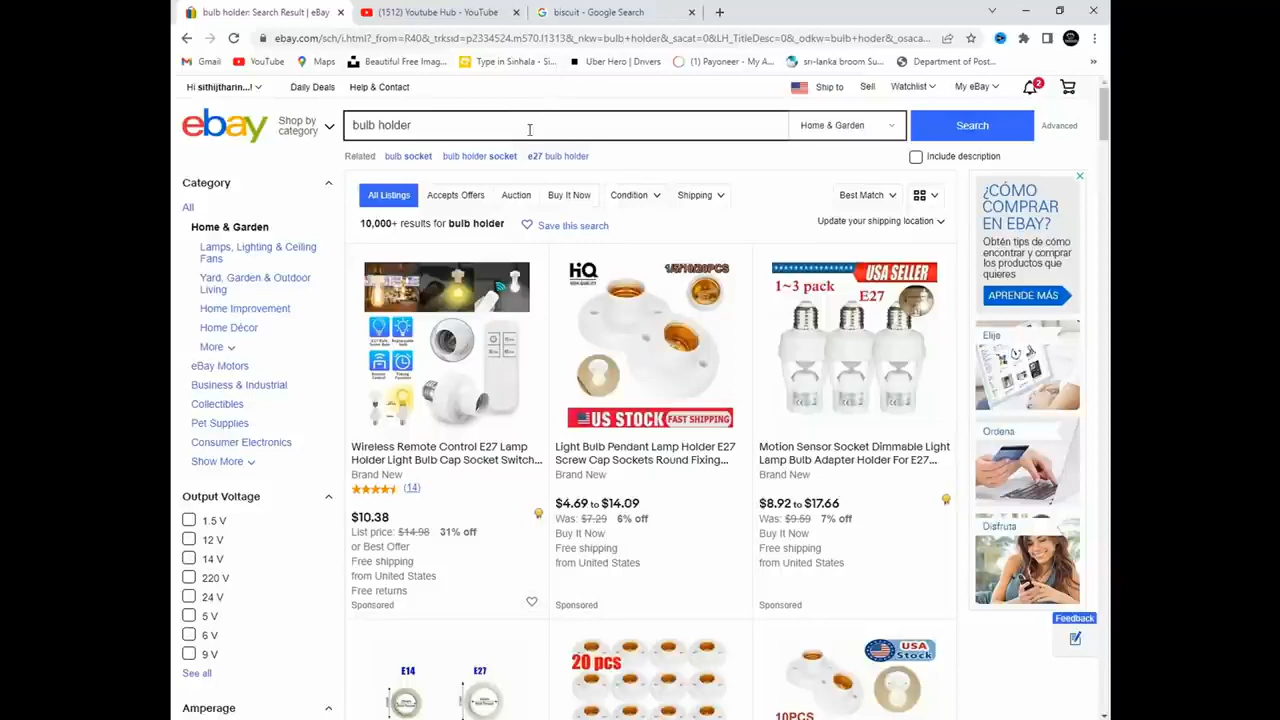 bulb holder: Search Result | eBay
(1512) Youtube Hub - YouTube
biscuit - Google Search
ebay.com/sch/i.html?_from=R40&_trksid=p2334524.m570.l1313&_nkw=bulb+holder&_sacat=0&LH_TitleDesc=0&_odkw=bulb+hoder&_osaca...
Gmail
YouTube
Maps
Beautiful Free Imag...
Type in Sinhala - Si...
Uber Hero | Drivers
(1) Payoneer - My A...
sri-lanka broom Su...
Department of Post...
Hi sithijtharin...!
Daily Deals
Help & Contact
Ship to
Sell
Watchlist
My eBay
2
ebay
Shop by category
bulb holder
Home & Garden
Search
Advanced
Related
bulb socket
bulb holder socket
e27 bulb holder
Include description
Category
All
Home & Garden
Lamps, Lighting & Ceiling
Fans
Yard, Garden & Outdoor
Living
Home Improvement
Home Décor
More
eBay Motors
Business & Industrial
Collectibles
Pet Supplies
Consumer Electronics
Show More
Output Voltage
1.5 V
12 V
14 V
220 V
24 V
5 V
6 V
9 V
See all
Amperage
All Listings
Accepts Offers
Auction
Buy It Now
Condition
Shipping
Best Match
10,000+ results for bulb holder
Save this search
Update your shipping location
Wireless Remote Control E27 Lamp
Holder Light Bulb Cap Socket Switch...
Brand New
(14)
$10.38
List price: $14.98 31% off
or Best Offer
Free shipping
from United States
Free returns
Sponsored
HQ
1/5/10/20PCS
US STOCK FAST SHIPPING
Light Bulb Pendant Lamp Holder E27
Screw Cap Sockets Round Fixing...
Brand New
$4.69 to $14.09
Was: $7.29 6% off
Buy It Now
Free shipping
from United States
Sponsored
USA SELLER
1~3 pack
E27
Motion Sensor Socket Dimmable Light
Lamp Bulb Adapter Holder For E27...
Brand New
$8.92 to $17.66
Was: $9.59 7% off
Buy It Now
Free shipping
from United States
Sponsored
E14
E27
20 pcs
USA
Stock
10PCS
¿CÓMO
COMPRAR
EN EBAY?
Obtén tips de cómo
encontrar y comprar
los productos que
quieres
APRENDE MÁS
Elije
Ordena
Disfruta
Feedback